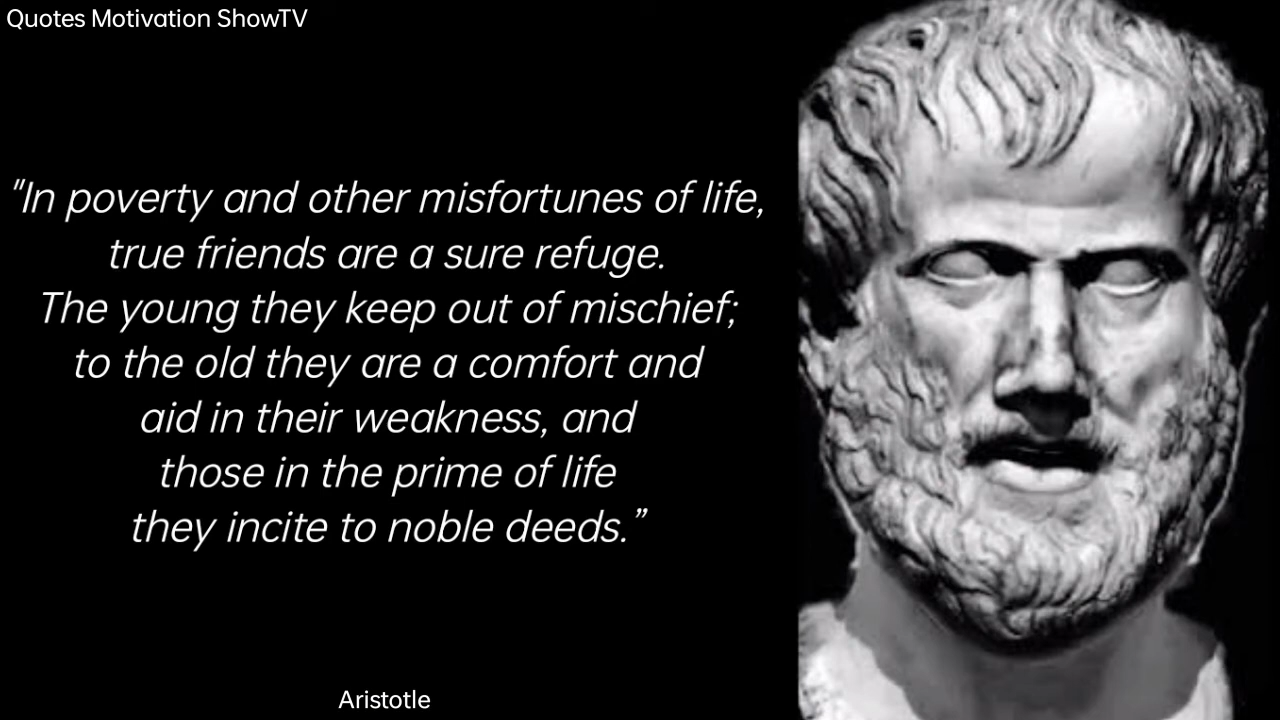 Quotes Motivation ShowTV
"In poverty and other misfortunes of life,
true friends are a sure refuge.
The young they keep out of mischief;
to the old they are a comfort and
aid in their weakness, and
those in the prime of life
they incite to noble deeds.”
Aristotle